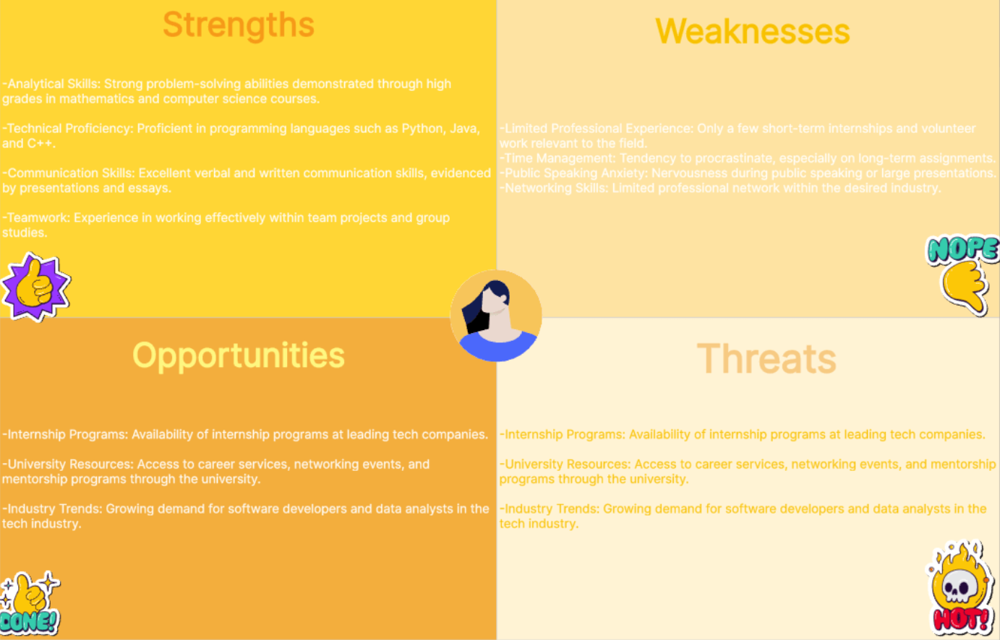 Strengths
-Analytical Skills: Strong problem-solving abilities demonstrated through high
grades in mathematics and computer science courses.
-Technical Proficiency: Proficient in programming languages such as Python, Java,
and C++.
-Communication Skills: Excellent verbal and written communication skills, evidenced
by presentations and essays.
-Teamwork: Experience in working effectively within team projects and group
studies.
Weaknesses
-Limited Professional Experience: Only a few short-term internships and volunteer
work relevant to the field.
-Time Management: Tendency to procrastinate, especially on long-term assignments.
-Public Speaking Anxiety: Nervousness during public speaking or large presentations.
-Networking Skills: Limited professional network within the desired industry.
NOPE
Opportunities
-Internship Programs: Availability of internship programs at leading tech companies.
-University Resources: Access to career services, networking events, and
mentorship programs through the university.
-Industry Trends: Growing demand for software developers and data analysts in the
tech industry.
DONE!
Threats
-Internship Programs: Availability of internship programs at leading tech companies.
-University Resources: Access to career services, networking events, and mentorship
programs through the university.
-Industry Trends: Growing demand for software developers and data analysts in the
tech industry.
HOT!